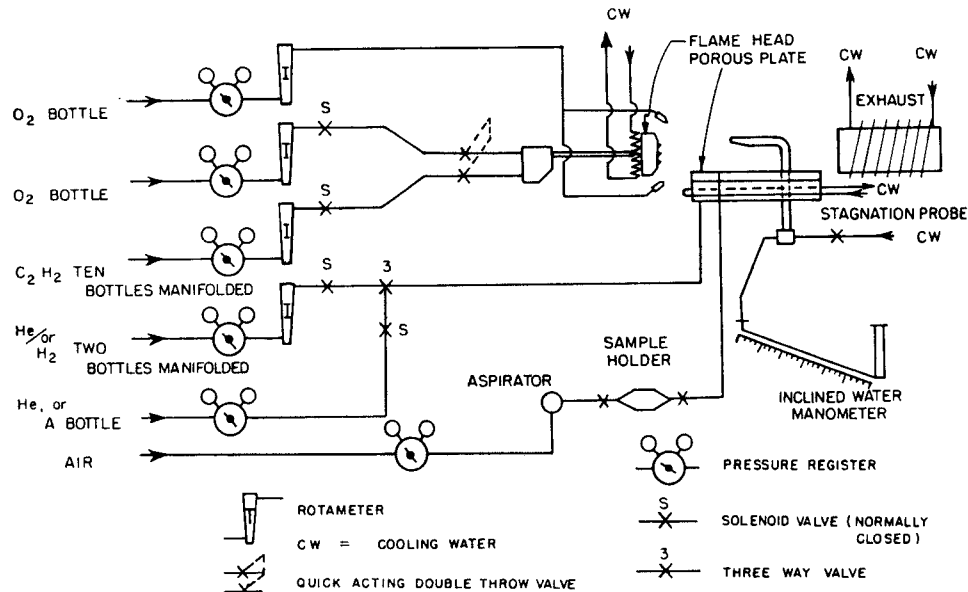 CW
FLAME HEAD
POROUS PLATE
CW
CW
EXHAUST
O2 BOTTLE
S
O2 BOTTLE
S
CW
STAGNATION PROBE
CW
C2 H2 TEN
BOTTLES MANIFOLDED
S
3
He/or
H2 TWO
BOTTLES MANIFOLDED
S
SAMPLE
HOLDER
ASPIRATOR
INCLINED WATER
MANOMETER
He, or
A BOTTLE
AIR
PRESSURE REGISTER
ROTAMETER
S
SOLENOID VALVE (NORMALLY
CLOSED)
CW = COOLING WATER
3
THREE WAY VALVE
QUICK ACTING DOUBLE THROW VALVE